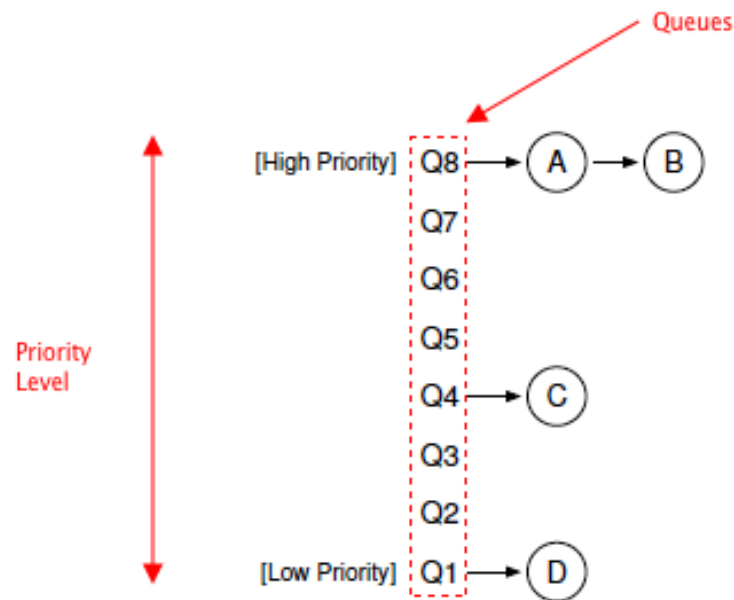 Queues
[High Priority] Q8 A B
Q7
Q6
Q5
Priority
Level
Q4 C
Q3
Q2
[Low Priority] Q1 D